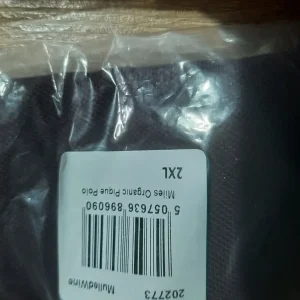 202773
MulledWine
5 057636 896090
Miles Organic Pique Polo
2XL